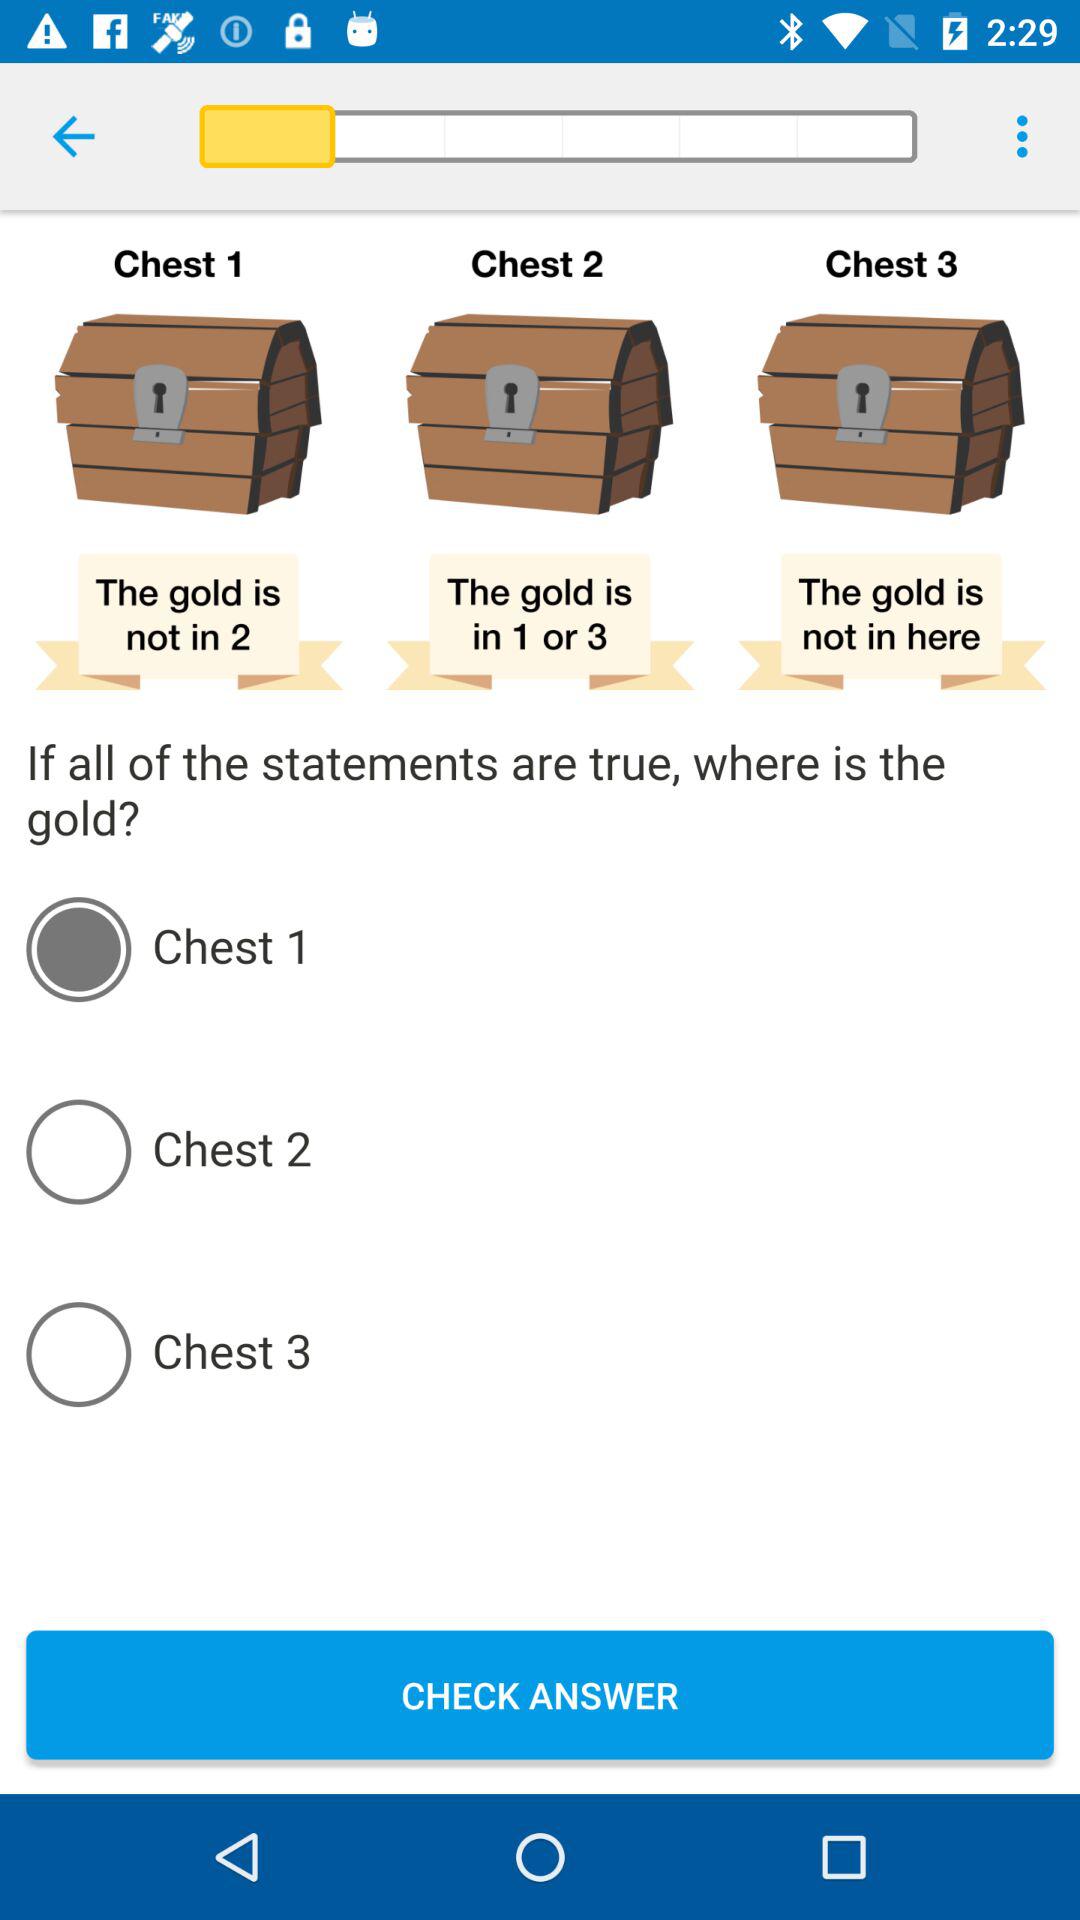 FAKE
2:29
Chest 1
Chest 2
Chest 3
The gold is
not in 2
The gold is
in 1 or 3
The gold is
not in here
If all of the statements are true, where is the
gold?
Chest 1
Chest 2
Chest 3
CHECK ANSWER